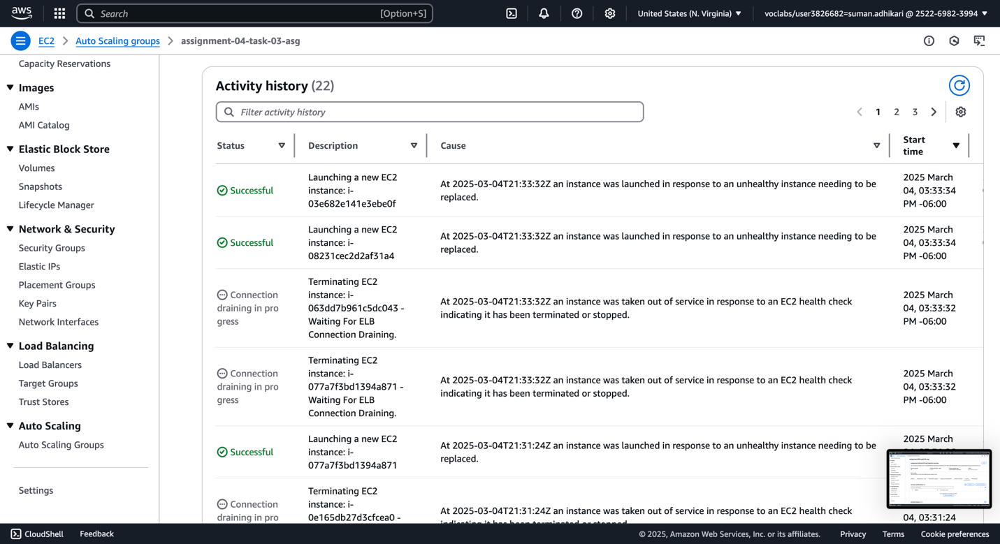 aws
Search
[Option+S]
United States (N. Virginia)
voclabs/user3826682=suman.adhikari @ 2522-6982-3994
EC2
Auto Scaling groups
assignment-04-task-03-asg
Capacity Reservations
Images
AMIs
AMI Catalog
Elastic Block Store
Volumes
Snapshots
Lifecycle Manager
Network & Security
Security Groups
Elastic IPs
Placement Groups
Key Pairs
Network Interfaces
Load Balancing
Load Balancers
Target Groups
Trust Stores
Auto Scaling
Auto Scaling Groups
Settings
Activity history (22)
Filter activity history
1 2 3
Status
Description
Cause
Start
time
Successful
Launching a new EC2
instance: i-
03e682e141e3ebe0f
At 2025-03-04T21:33:32Z an instance was launched in response to an unhealthy instance needing to be
replaced.
2025 March
04, 03:33:34
PM -06:00
Successful
Launching a new EC2
instance: i-
08231cec2d2af31a4
At 2025-03-04T21:33:32Z an instance was launched in response to an unhealthy instance needing to be
replaced.
2025 March
04, 03:33:34
PM -06:00
Connection
draining in pro
gress
Terminating EC2
instance: i-
063dd7b961c5dc043 -
Waiting For ELB
Connection Draining.
At 2025-03-04T21:33:32Z an instance was taken out of service in response to an EC2 health check
indicating it has been terminated or stopped.
2025 March
04, 03:33:32
PM -06:00
Connection
draining in pro
gress
Terminating EC2
instance: i-
077a7f3bd1394a871 -
Waiting For ELB
Connection Draining.
At 2025-03-04T21:33:32Z an instance was taken out of service in response to an EC2 health check
indicating it has been terminated or stopped.
2025 March
04, 03:33:32
PM -06:00
Successful
Launching a new EC2
instance: i-
077a7f3bd1394a871
At 2025-03-04T21:31:24Z an instance was launched in response to an unhealthy instance needing to be
replaced.
2025 March
Connection
draining in pro
Terminating EC2
instance: i-
0e165db27d3cfcea0 -
At 2025-03-04T21:31:24Z an instance was taken out of service in response to an EC2 health check
indicating it has been terminated or stopped.
04, 03:31:24
CloudShell
Feedback
© 2025, Amazon Web Services, Inc. or its affiliates.
Privacy
Terms
Cookie preferences